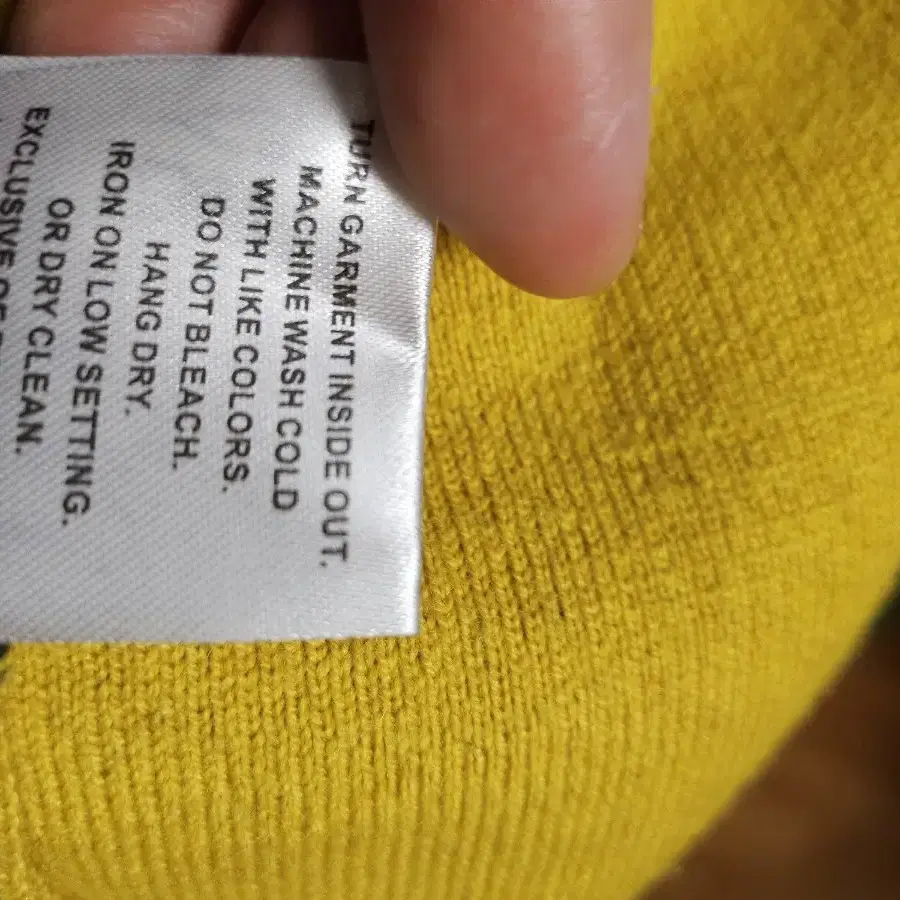 TURN GARMENT INSIDE OUT.
MACHINE WASH COLD
WITH LIKE COLORS.
DO NOT BLEACH.
HANG DRY.
IRON ON LOW SETTING.
OR DRY CLEAN.
EXCLUSIVE